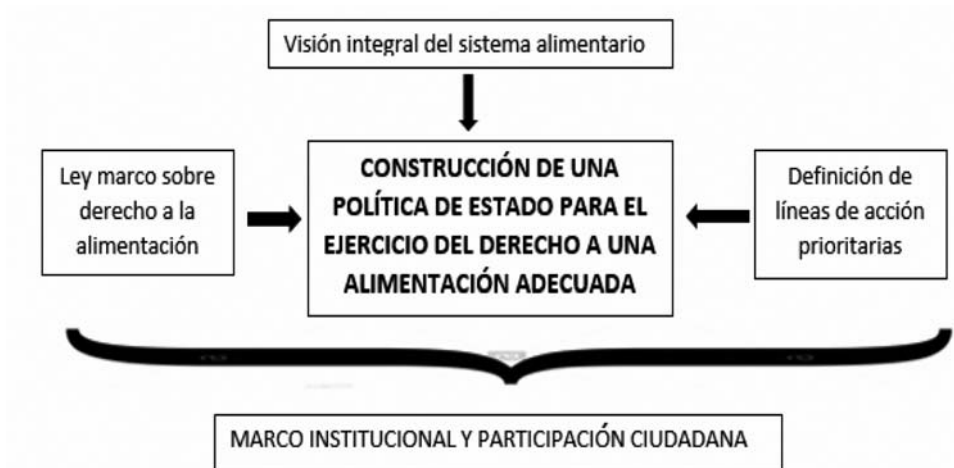 Visión integral del sistema alimentario
Ley marco sobre
derecho a la
alimentación
CONSTRUCCIÓN DE UNA
POLÍTICA DE ESTADO PARA EL
EJERCICIO DEL DERECHO A UNA
ALIMENTACIÓN ADECUADA
Definición de
líneas de acción
prioritarias
MARCO INSTITUCIONAL Y PARTICIPACIÓN CIUDADANA